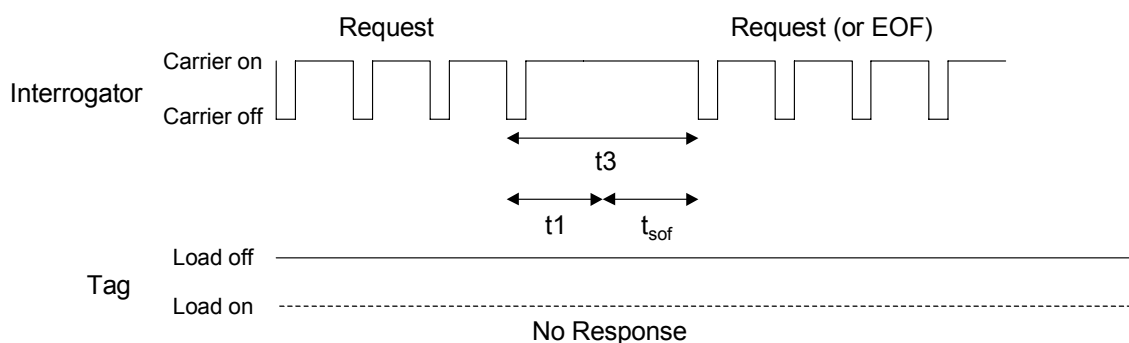 Request
Request (or EOF)
Carrier on
Interrogator
Carrier off
t3
t1
tsof
Load off
Tag
Load on
No Response